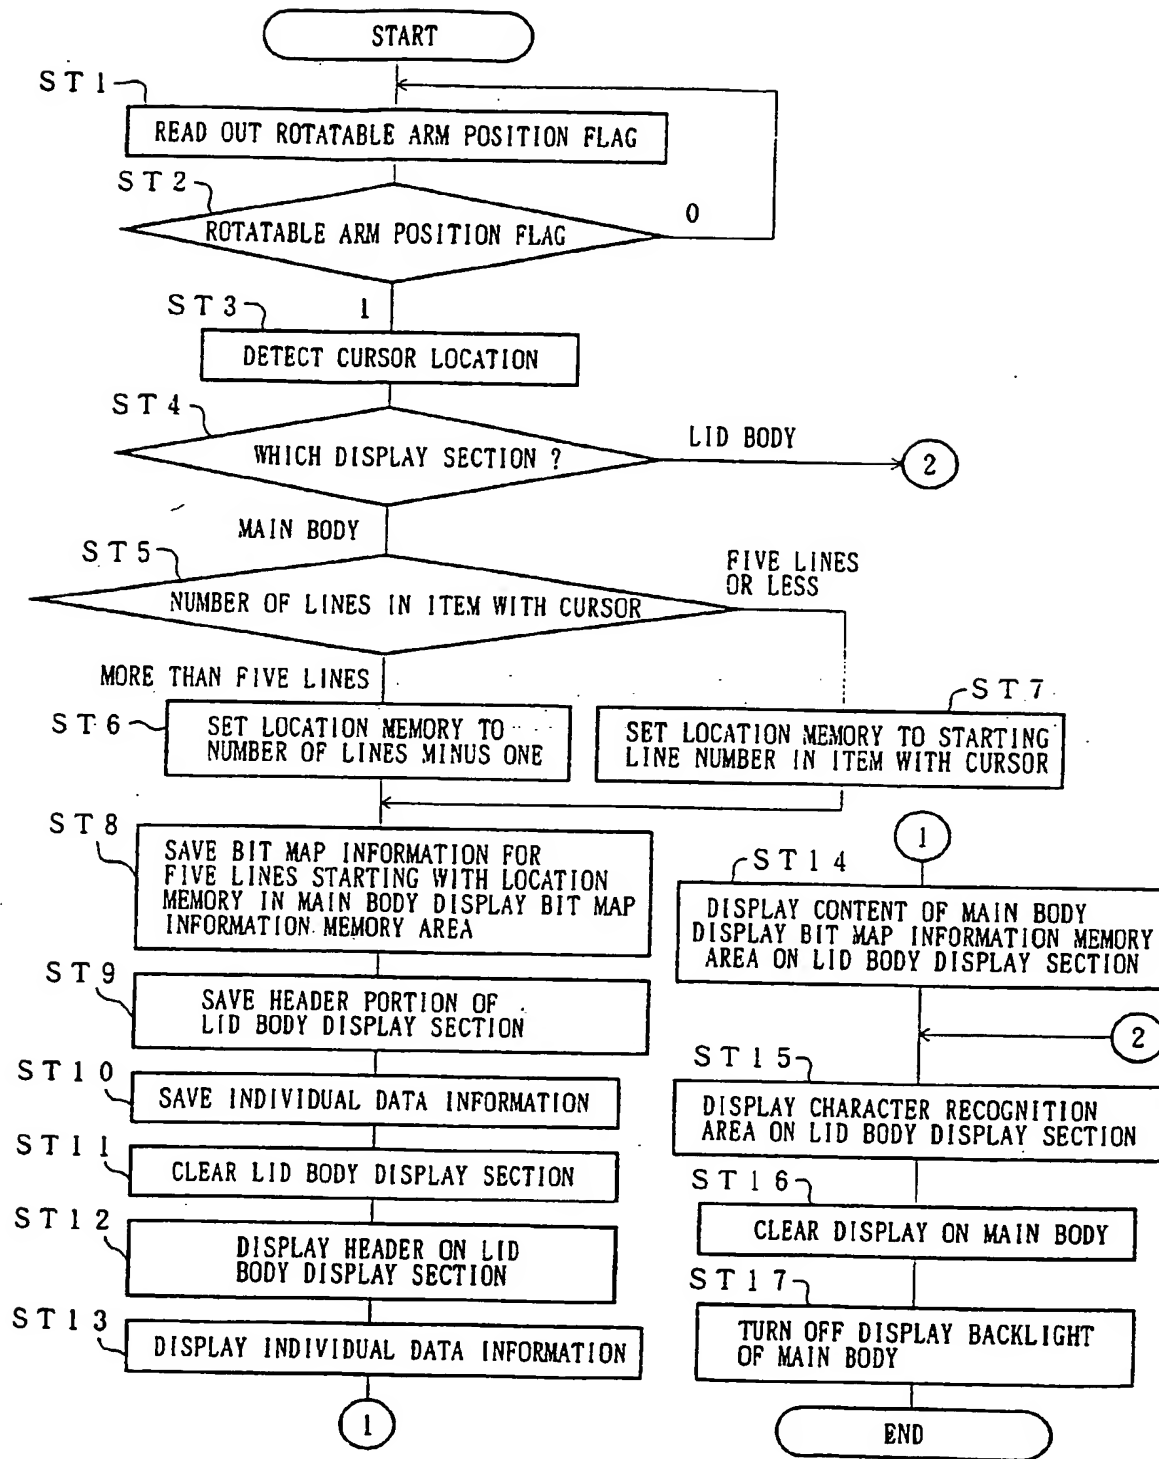 START
ST1
READ OUT ROTATABLE ARM POSITION FLAG
ST2
ROTATABLE ARM POSITION FLAG
0
1
ST3
DETECT CURSOR LOCATION
ST4
WHICH DISPLAY SECTION ?
LID BODY
2
MAIN BODY
ST5
NUMBER OF LINES IN ITEM WITH CURSOR
FIVE LINES
OR LESS
MORE THAN FIVE LINES
ST6
SET LOCATION MEMORY TO
NUMBER OF LINES MINUS ONE
ST7
SET LOCATION MEMORY TO STARTING
LINE NUMBER IN ITEM WITH CURSOR
ST8
SAVE BIT MAP INFORMATION FOR
FIVE LINES STARTING WITH LOCATION
MEMORY IN MAIN BODY DISPLAY BIT MAP
INFORMATION MEMORY AREA
ST9
SAVE HEADER PORTION OF
LID BODY DISPLAY SECTION
ST10
SAVE INDIVIDUAL DATA INFORMATION
ST11
CLEAR LID BODY DISPLAY SECTION
ST12
DISPLAY HEADER ON LID
BODY DISPLAY SECTION
ST13
DISPLAY INDIVIDUAL DATA INFORMATION
1
1
ST14
DISPLAY CONTENT OF MAIN BODY
DISPLAY BIT MAP INFORMATION MEMORY
AREA ON LID BODY DISPLAY SECTION
2
ST15
DISPLAY CHARACTER RECOGNITION
AREA ON LID BODY DISPLAY SECTION
ST16
CLEAR DISPLAY ON MAIN BODY
ST17
TURN OFF DISPLAY BACKLIGHT
OF MAIN BODY
END